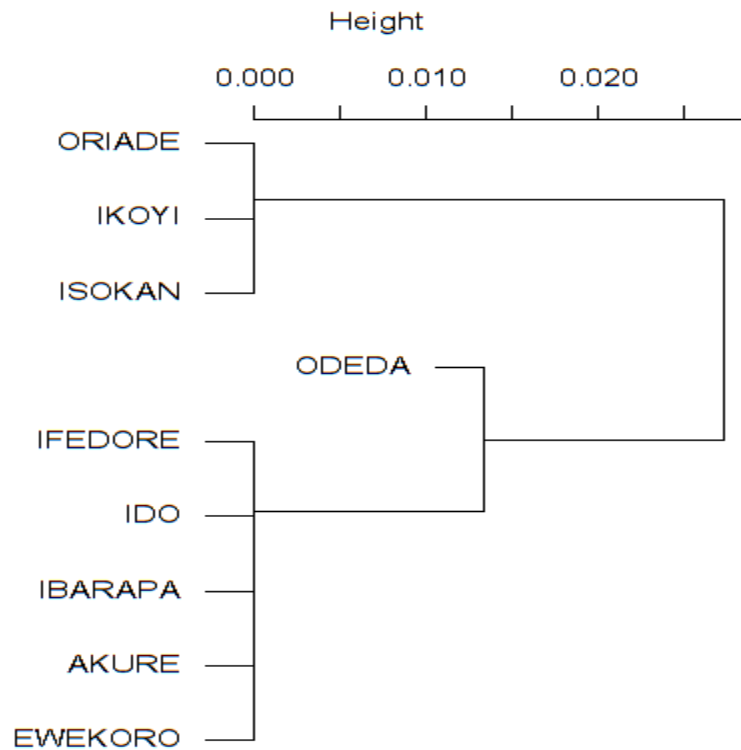 Height
0.000 0.010 0.020
ORIADE
IKOYI
ISOKAN
ODEDA
IFEDORE
IDO
IBARAPA
AKURE
EWEKORO